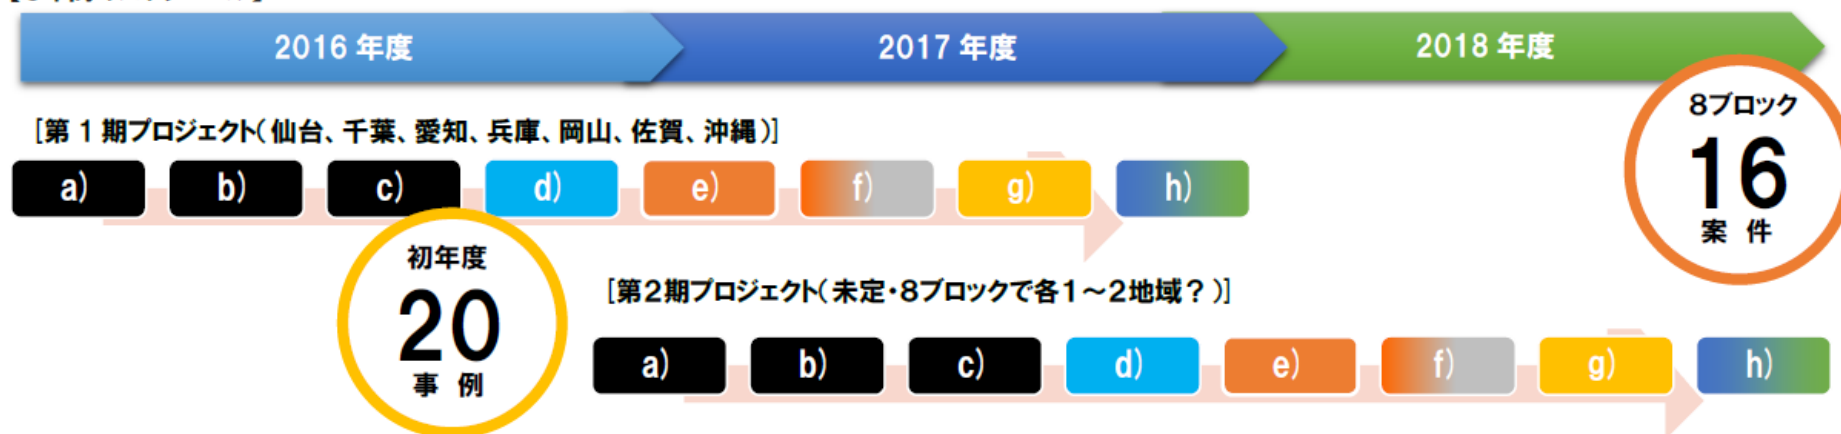 2016 年度
2017 年度
2018 年度
[第 1 期プロジェクト(仙台、千葉、愛知、兵庫、岡山、佐賀、沖縄)]
a)
b)
c)
d)
e)
f)
g)
h)
8ブロック
16
案 件
初年度
20
事 例
[第2期プロジェクト(未定・8ブロックで各1～2地域?)]
a)
b)
c)
d)
e)
f)
g)
h)